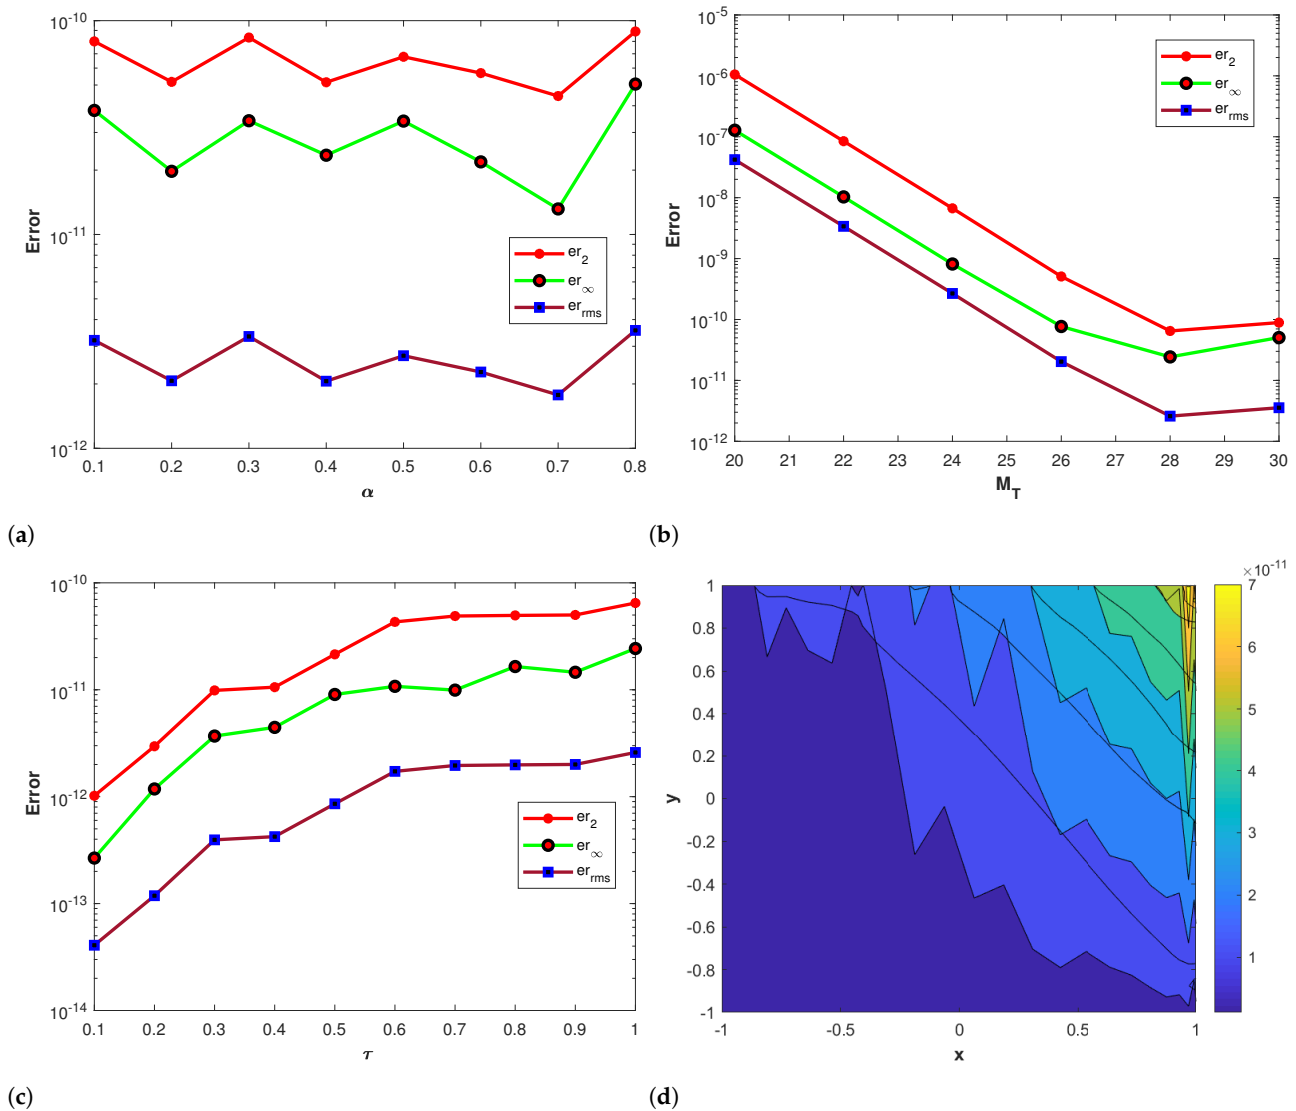 10^-10
10^-11
10^-12
Error
0.1 0.2 0.3 0.4 0.5 0.6 0.7 0.8
α
er_2
er_∞
er_rms
(a)
10^-5
10^-6
10^-7
10^-8
10^-9
10^-10
10^-11
10^-12
Error
20 21 22 23 24 25 26 27 28 29 30
M_T
er_2
er_∞
er_rms
(b)
10^-10
10^-11
10^-12
10^-13
10^-14
Error
0.1 0.2 0.3 0.4 0.5 0.6 0.7 0.8 0.9 1
τ
er_2
er_∞
er_rms
(c)
×10^-11
1
0.8
0.6
0.4
0.2
0
-0.2
-0.4
-0.6
-0.8
-1
y
-1 -0.5 0 0.5 1
x
7
6
5
4
3
2
1
(d)